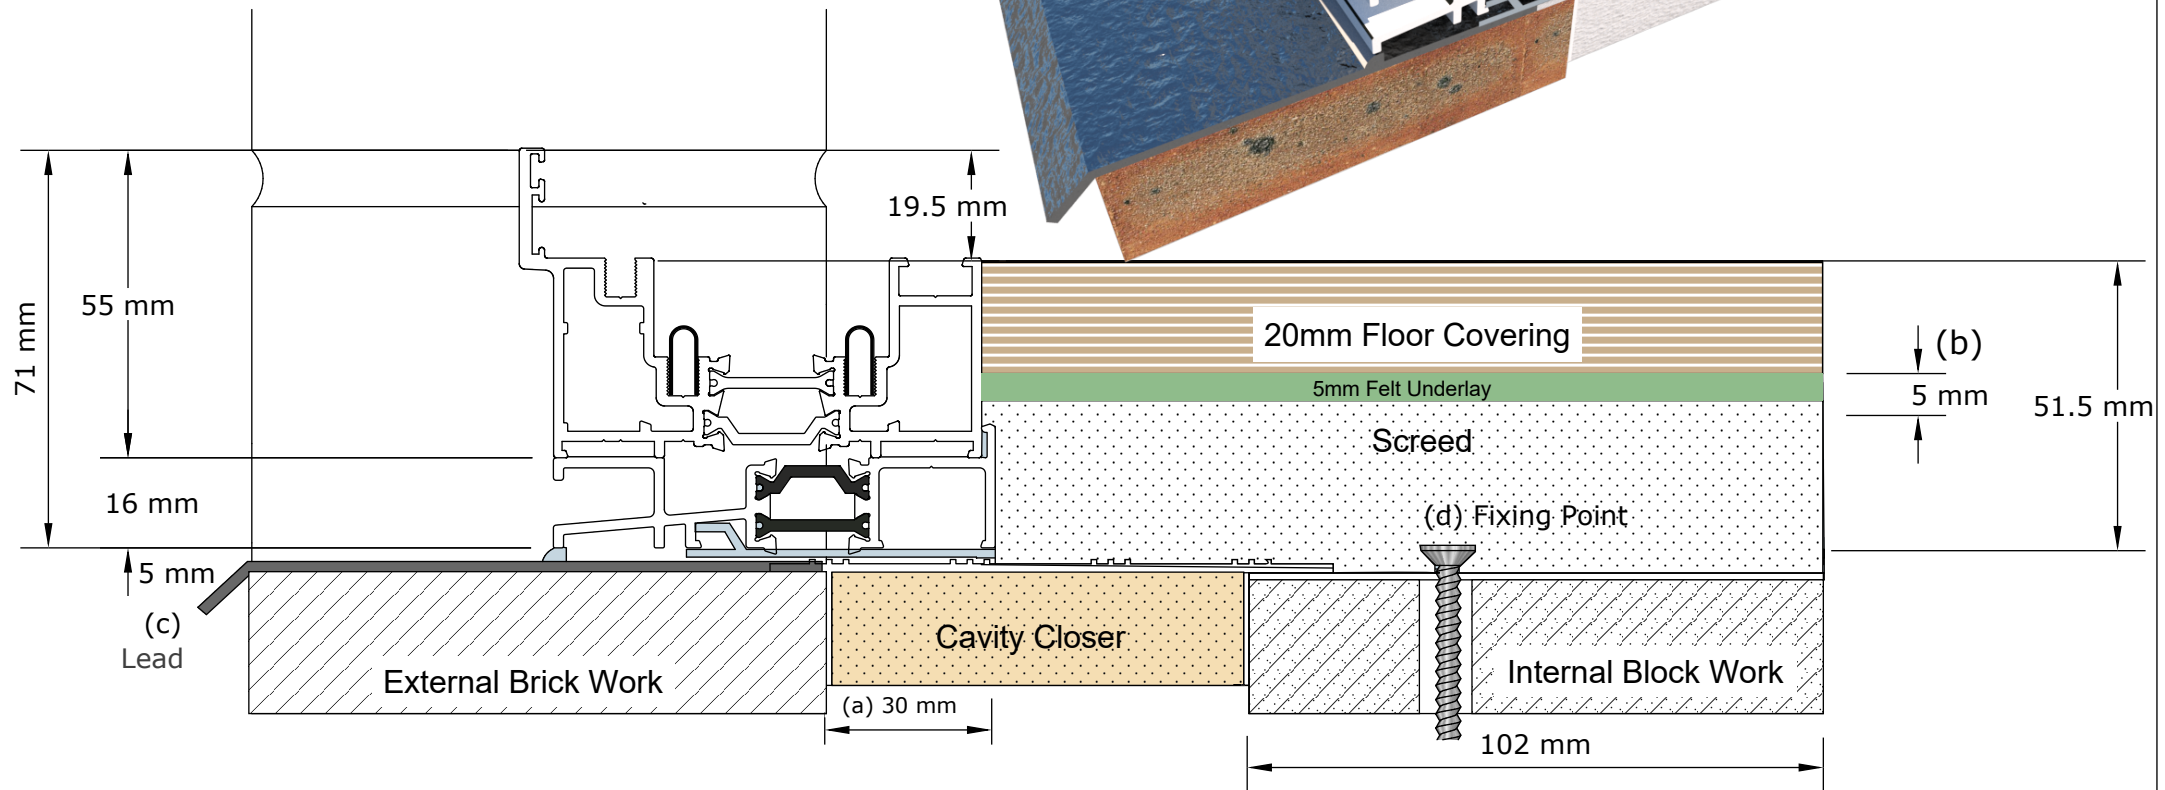 19.5 mm
71 mm
55 mm
20mm Floor Covering
(b)
5mm Felt Underlay
5 mm
51.5 mm
Screed
16 mm
(d) Fixing Point
5 mm
(c)
Lead
Cavity Closer
External Brick Work
Internal Block Work
(a) 30 mm
102 mm